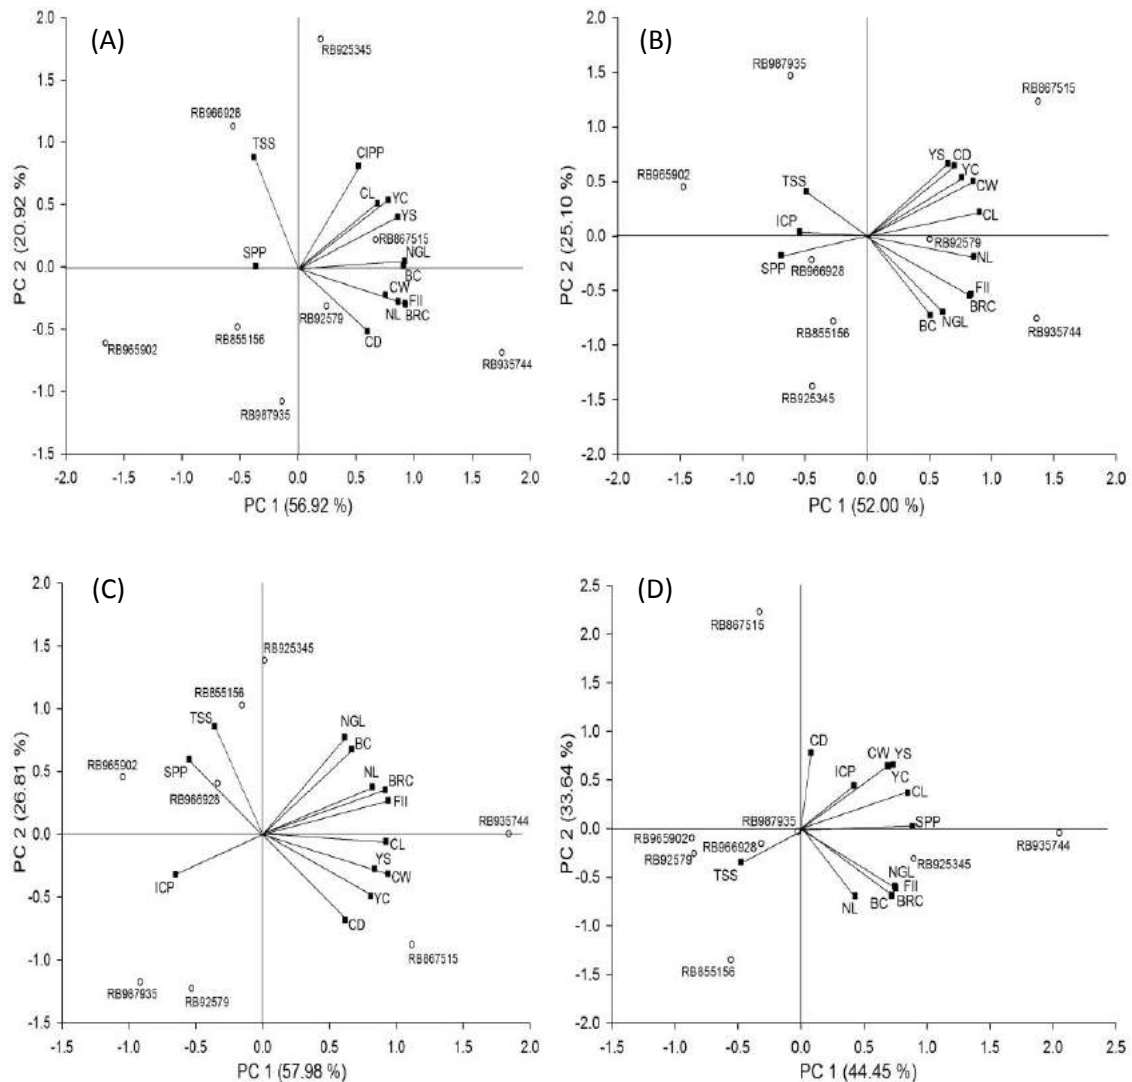 (A)
2.0
1.5
1.0
0.5
0.0
-0.5
-1.0
-1.5
PC 2 (20.92 %)
RB925345
RB966928
TSS
CIPP
CL
YC
YS
RB867515
SPP
NGL
BC
CW
FII
NL
BRC
RB92579
CD
RB855156
RB965902
RB935744
RB987935
-2.0 -1.5 -1.0 -0.5 0.0 0.5 1.0 1.5 2.0
PC 1 (56.92 %)
(B)
2.0
1.5
1.0
0.5
0.0
-0.5
-1.0
-1.5
-2.0
PC 2 (25.10 %)
RB987935
RB867515
YS
CD
YC
CW
RB965902
TSS
CL
ICP
RB92579
NL
SPP
RB966928
FII
BRC
BC
NGL
RB855156
RB935744
RB925345
-2.0 -1.5 -1.0 -0.5 0.0 0.5 1.0 1.5 2.0
PC 1 (52.00 %)
(C)
2.0
1.5
1.0
0.5
0.0
-0.5
-1.0
-1.5
PC 2 (26.81 %)
RB925345
RB855156
TSS
NGL
BC
RB965902
SPP
RB966928
NL
BRC
FII
RB935744
CL
YS
CW
ICP
YC
CD
RB867515
RB987935
RB92579
-2.0 -1.5 -1.0 -0.5 0.0 0.5 1.0 1.5 2.0
PC 1 (57.98 %)
(D)
2.5
2.0
1.5
1.0
0.5
0.0
-0.5
-1.0
-1.5
-2.0
PC 2 (33.64 %)
RB867515
CD
CW
YS
ICP
YC
CL
SPP
RB987935
RB965902
RB966928
RB92579
RB935744
RB925345
TSS
NGL
FII
NL
BC
BRC
RB855156
-2.0 -1.5 -1.0 -0.5 0.0 0.5 1.0 1.5 2.0 2.5
PC 1 (44.45 %)